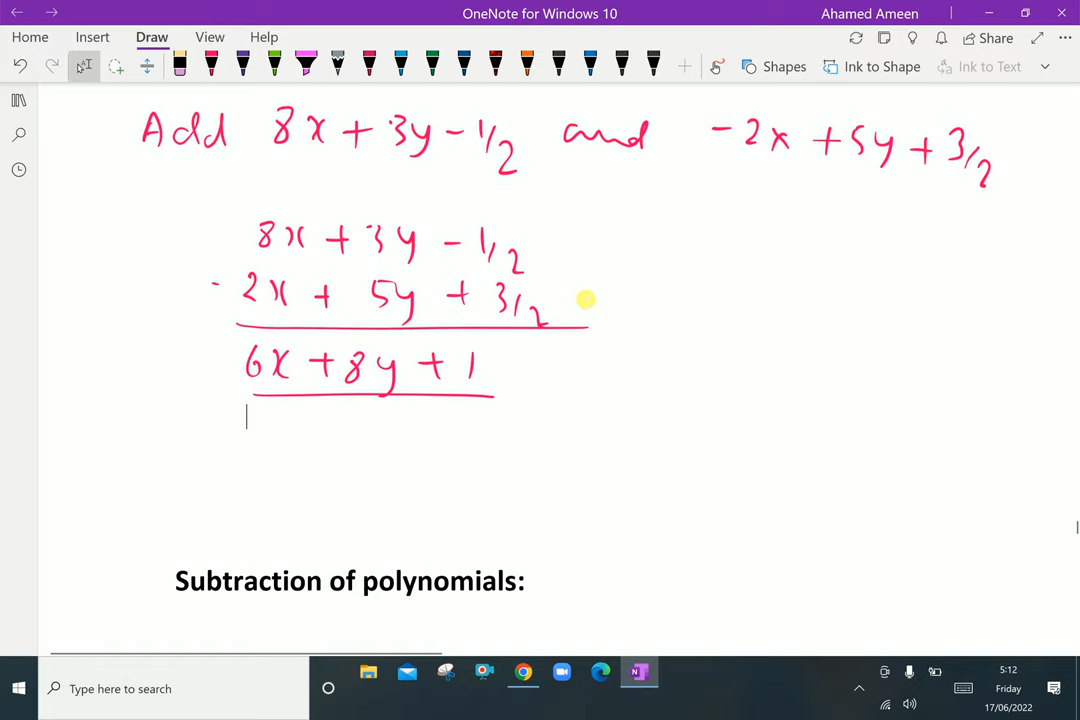 OneNote for Windows 10
Ahamed Ameen
Home Insert Draw View Help
Share
Shapes Ink to Shape Ink to Text
Add 8x + 3y - 1/2 and - 2x + 5y + 3/2
8x + 3y - 1/2
- 2x + 5y + 3/2
6x + 8y + 1
Subtraction of polynomials:
Type here to search
5:12
Friday
17/06/2022